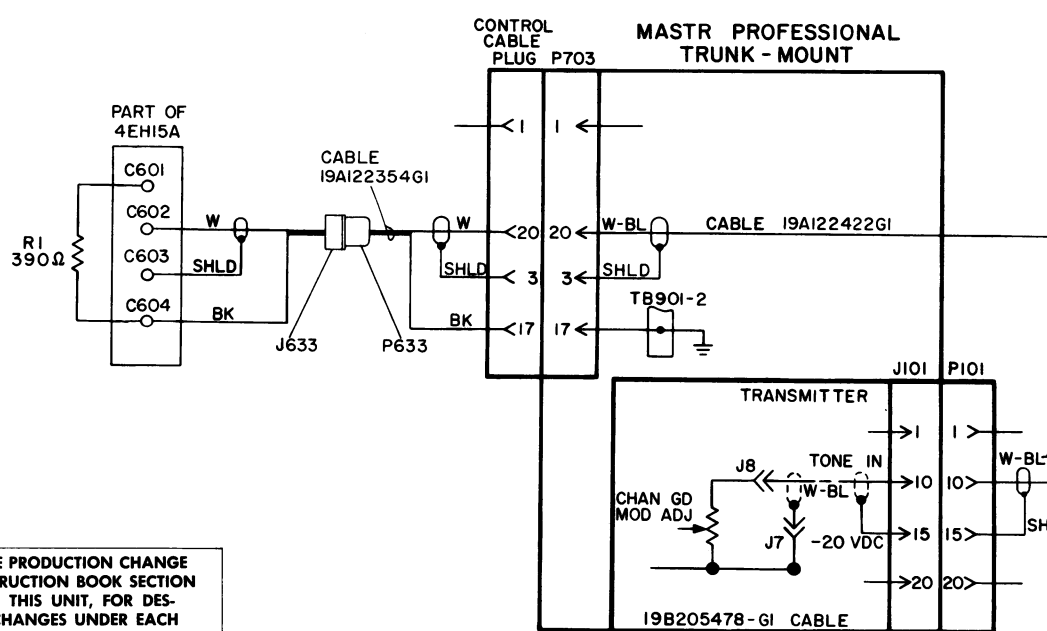 CONTROL
CABLE
PLUG P703
MASTR PROFESSIONAL
TRUNK-MOUNT
PART OF
4EH15A
C601
C602
C603
C604
R1
390Ω
W
SHLD
BK
J633
P633
CABLE
19A122354G1
W
SHLD
BK
1 1
20 20
3 3
17 17
W-BL
SHLD
CABLE 19A122422G1
TB901-2
J101 P101
TRANSMITTER
1 1
10 10
15 15
20 20
J8
TONE IN
W-BL
CHAN GD
MOD ADJ
J7
-20 VDC
W-BL
SH
19B205478-G1 CABLE
E PRODUCTION CHANGE
RUCTION BOOK SECTION
THIS UNIT, FOR DES-
CHANGES UNDER EACH